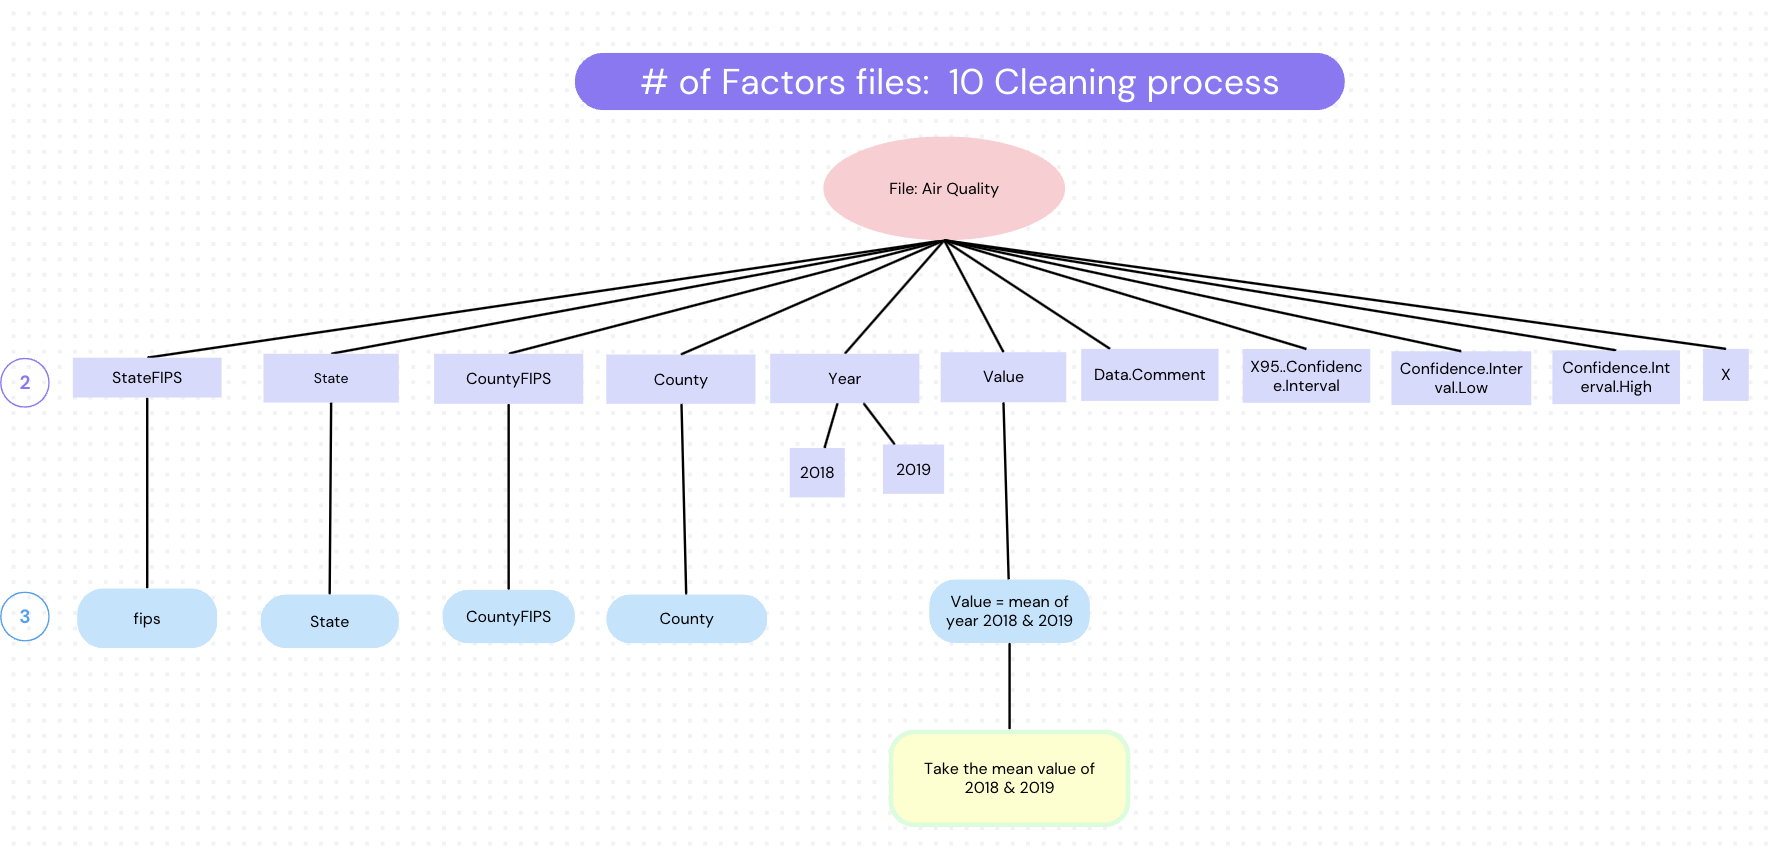 # of Factors files:  10 Cleaning process
File: Air Quality
2
StateFIPS
State
CountyFIPS
County
Year
Value
Data.Comment
X95..Confidenc
e.Interval
Confidence.Inter
val.Low
Confidence.Int
erval.High
X
2018
2019
3
fips
State
CountyFIPS
County
Value = mean of
year 2018 & 2019
Take the mean value of
2018 & 2019